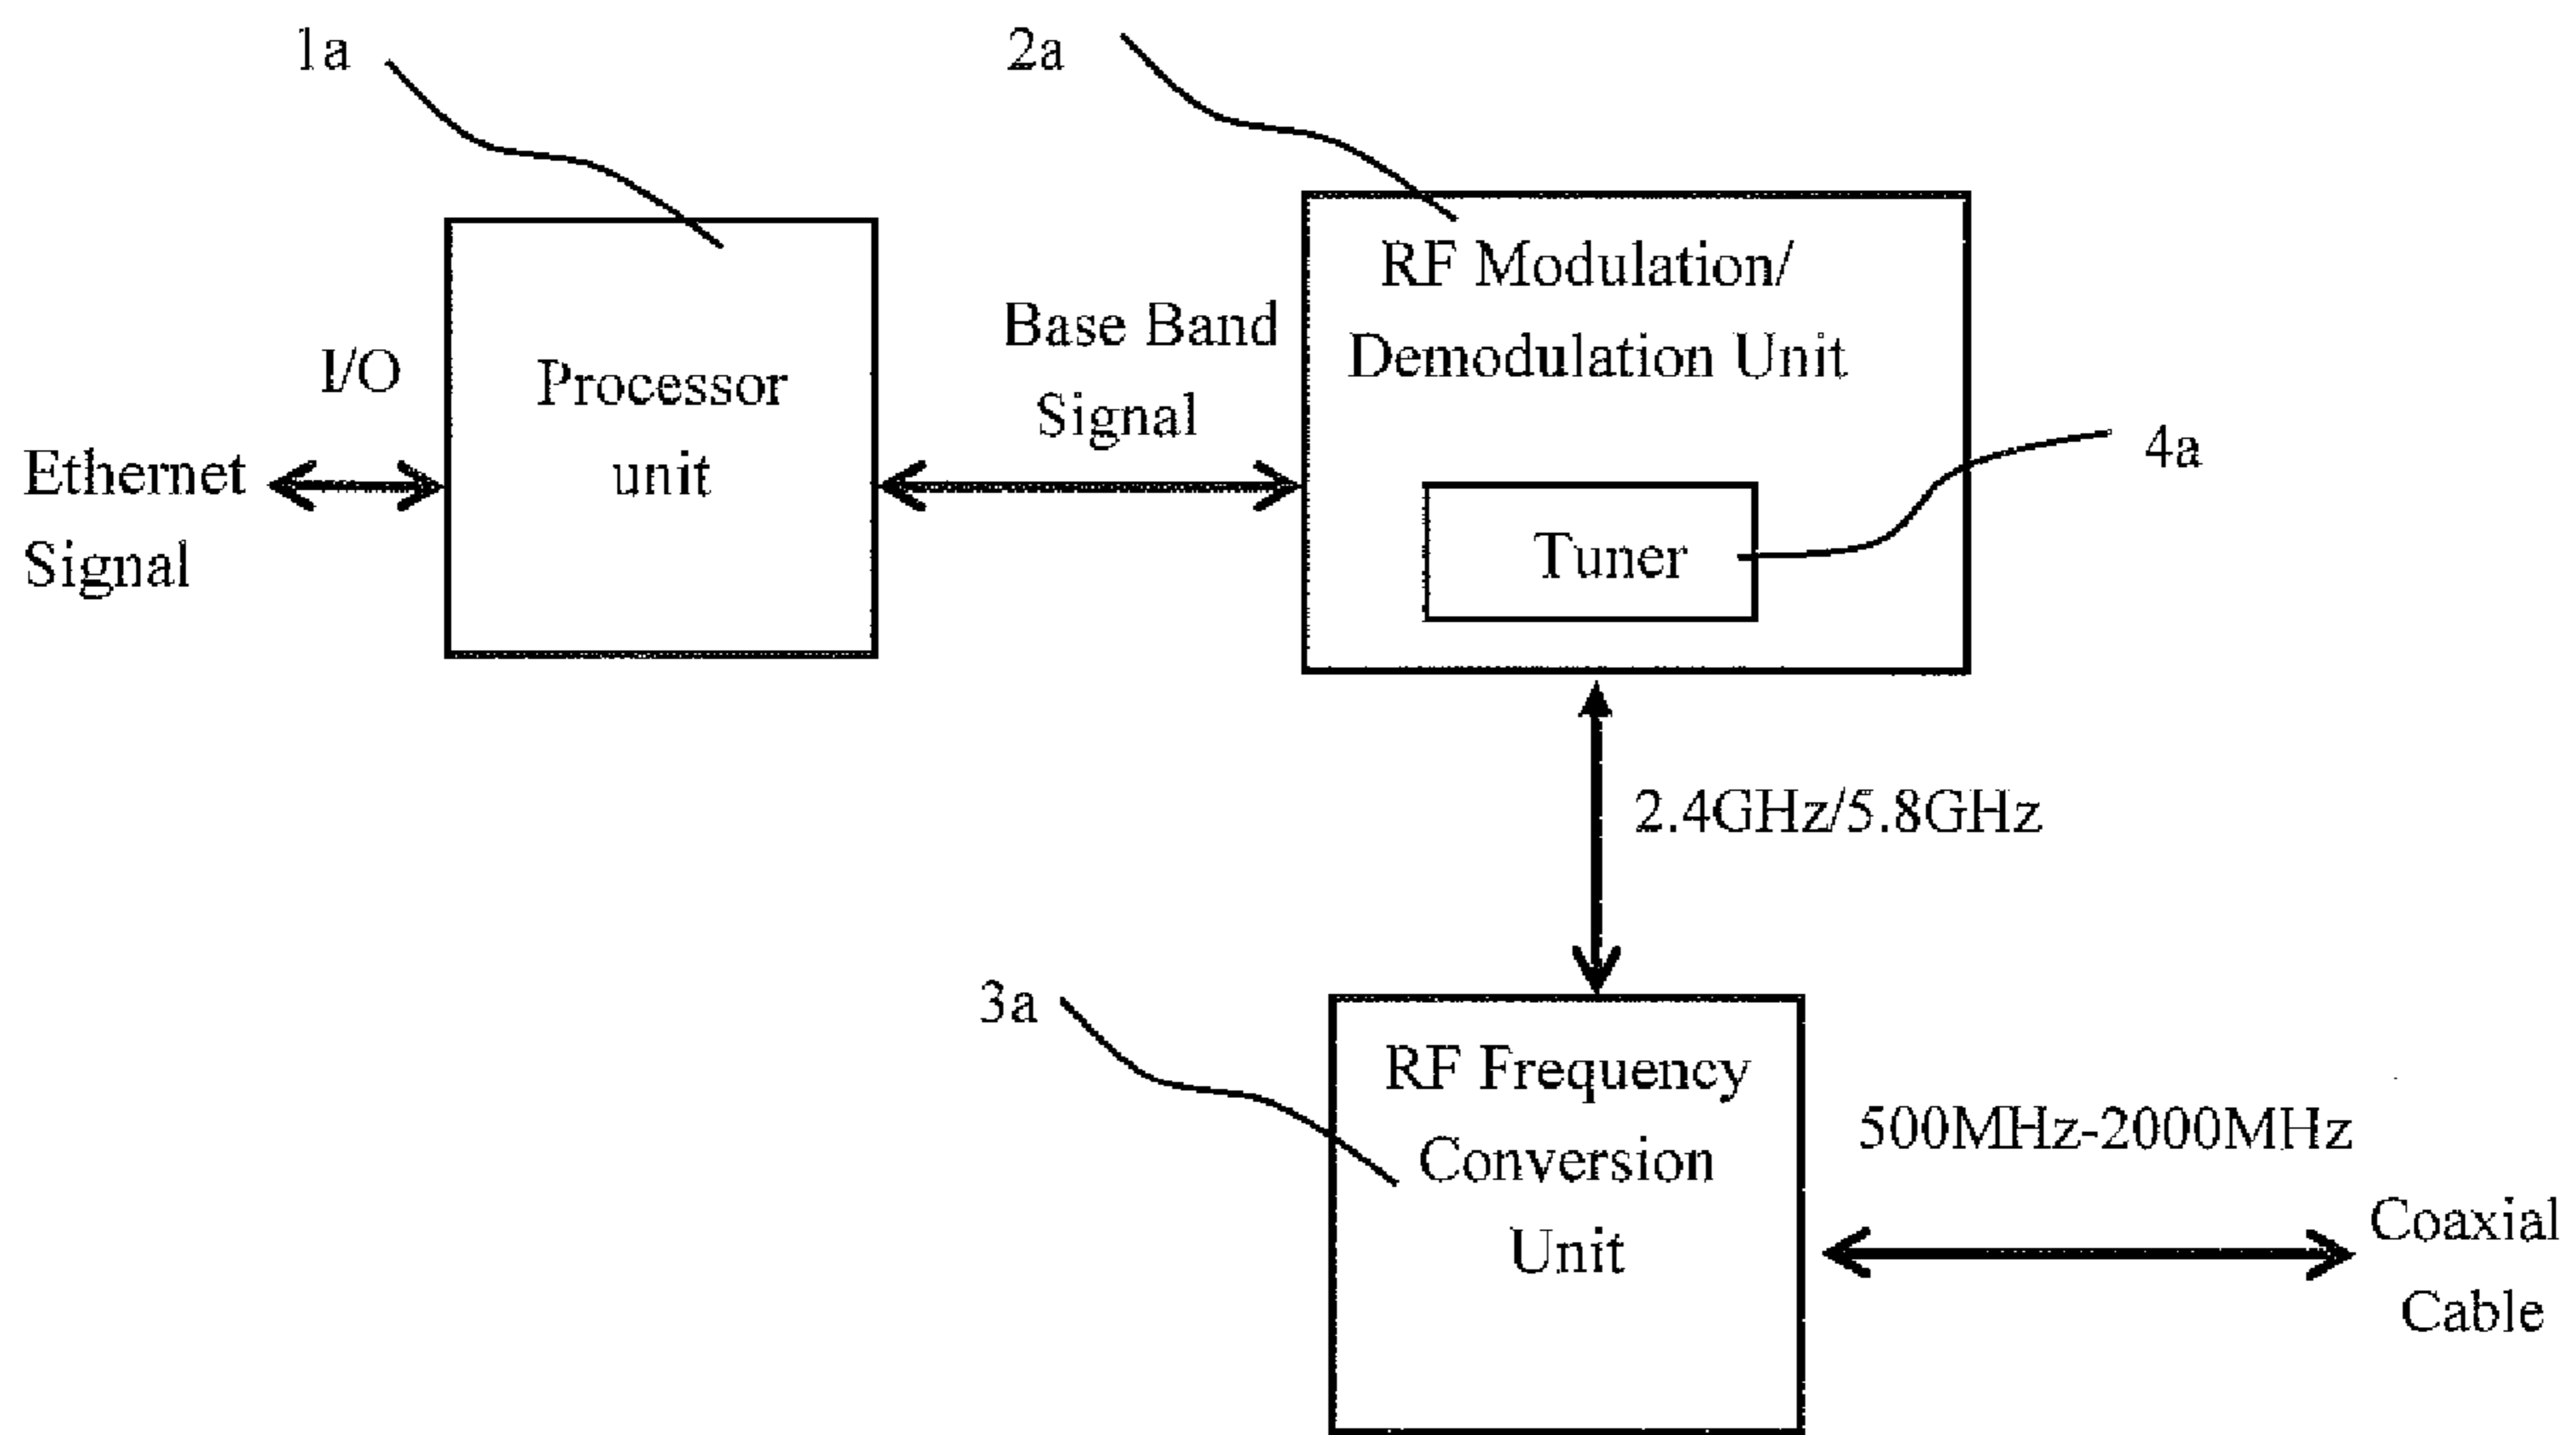 1a
2a
RF Modulation/
Demodulation Unit
Base Band
Signal
I/O
Processor
unit
Ethernet
Signal
4a
Tuner
2.4GHz/5.8GHz
3a
RF Frequency
Conversion
Unit
500MHz-2000MHz
Coaxial
Cable